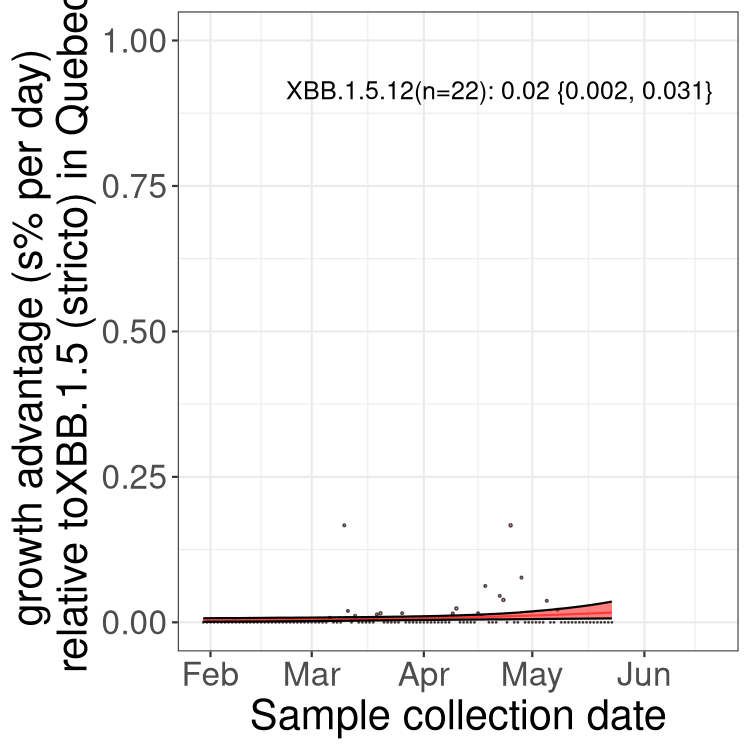 growth advantage (s% per day)
relative toXBB.1.5 (stricto) in Quebec
1.00
0.75
0.50
0.25
0.00
XBB.1.5.12(n=22): 0.02 {0.002, 0.031}
Feb Mar Apr May Jun
Sample collection date